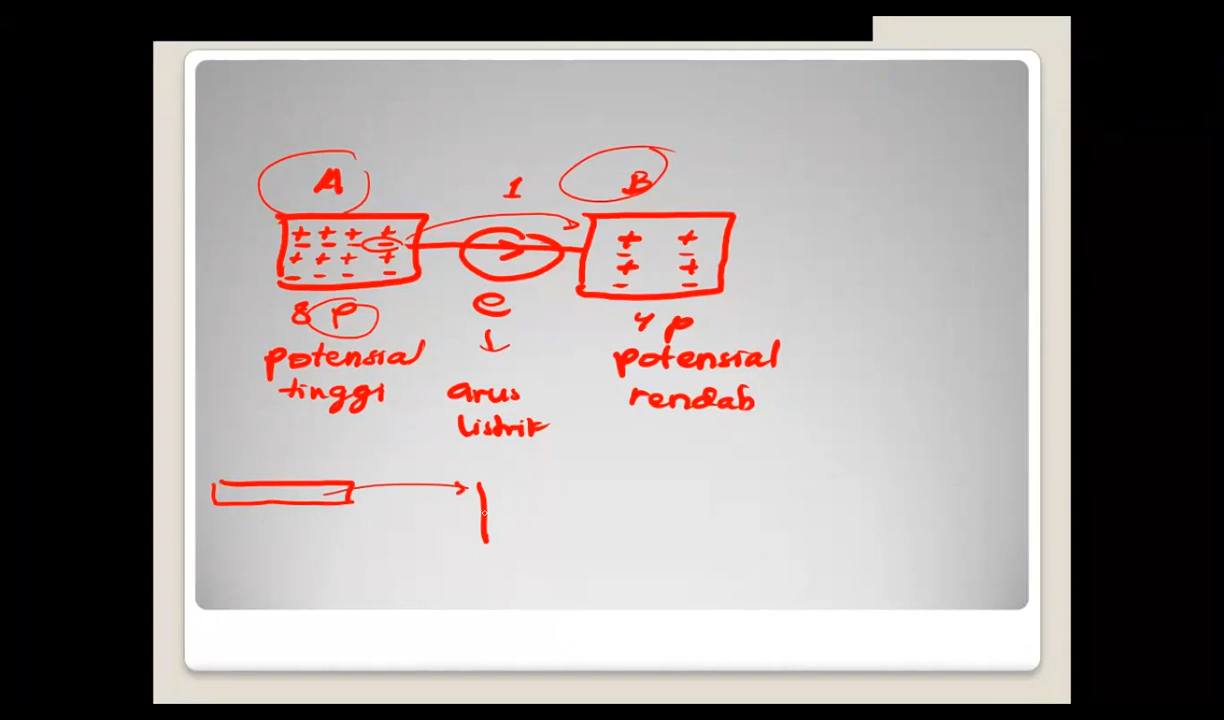 A
1
B
+ + + +
- - - -
+ + + +
- - - -
+ +
- -
+ +
- -
8 P
e
4 P
potensial
tinggi
arus
listrik
potensial
rendah